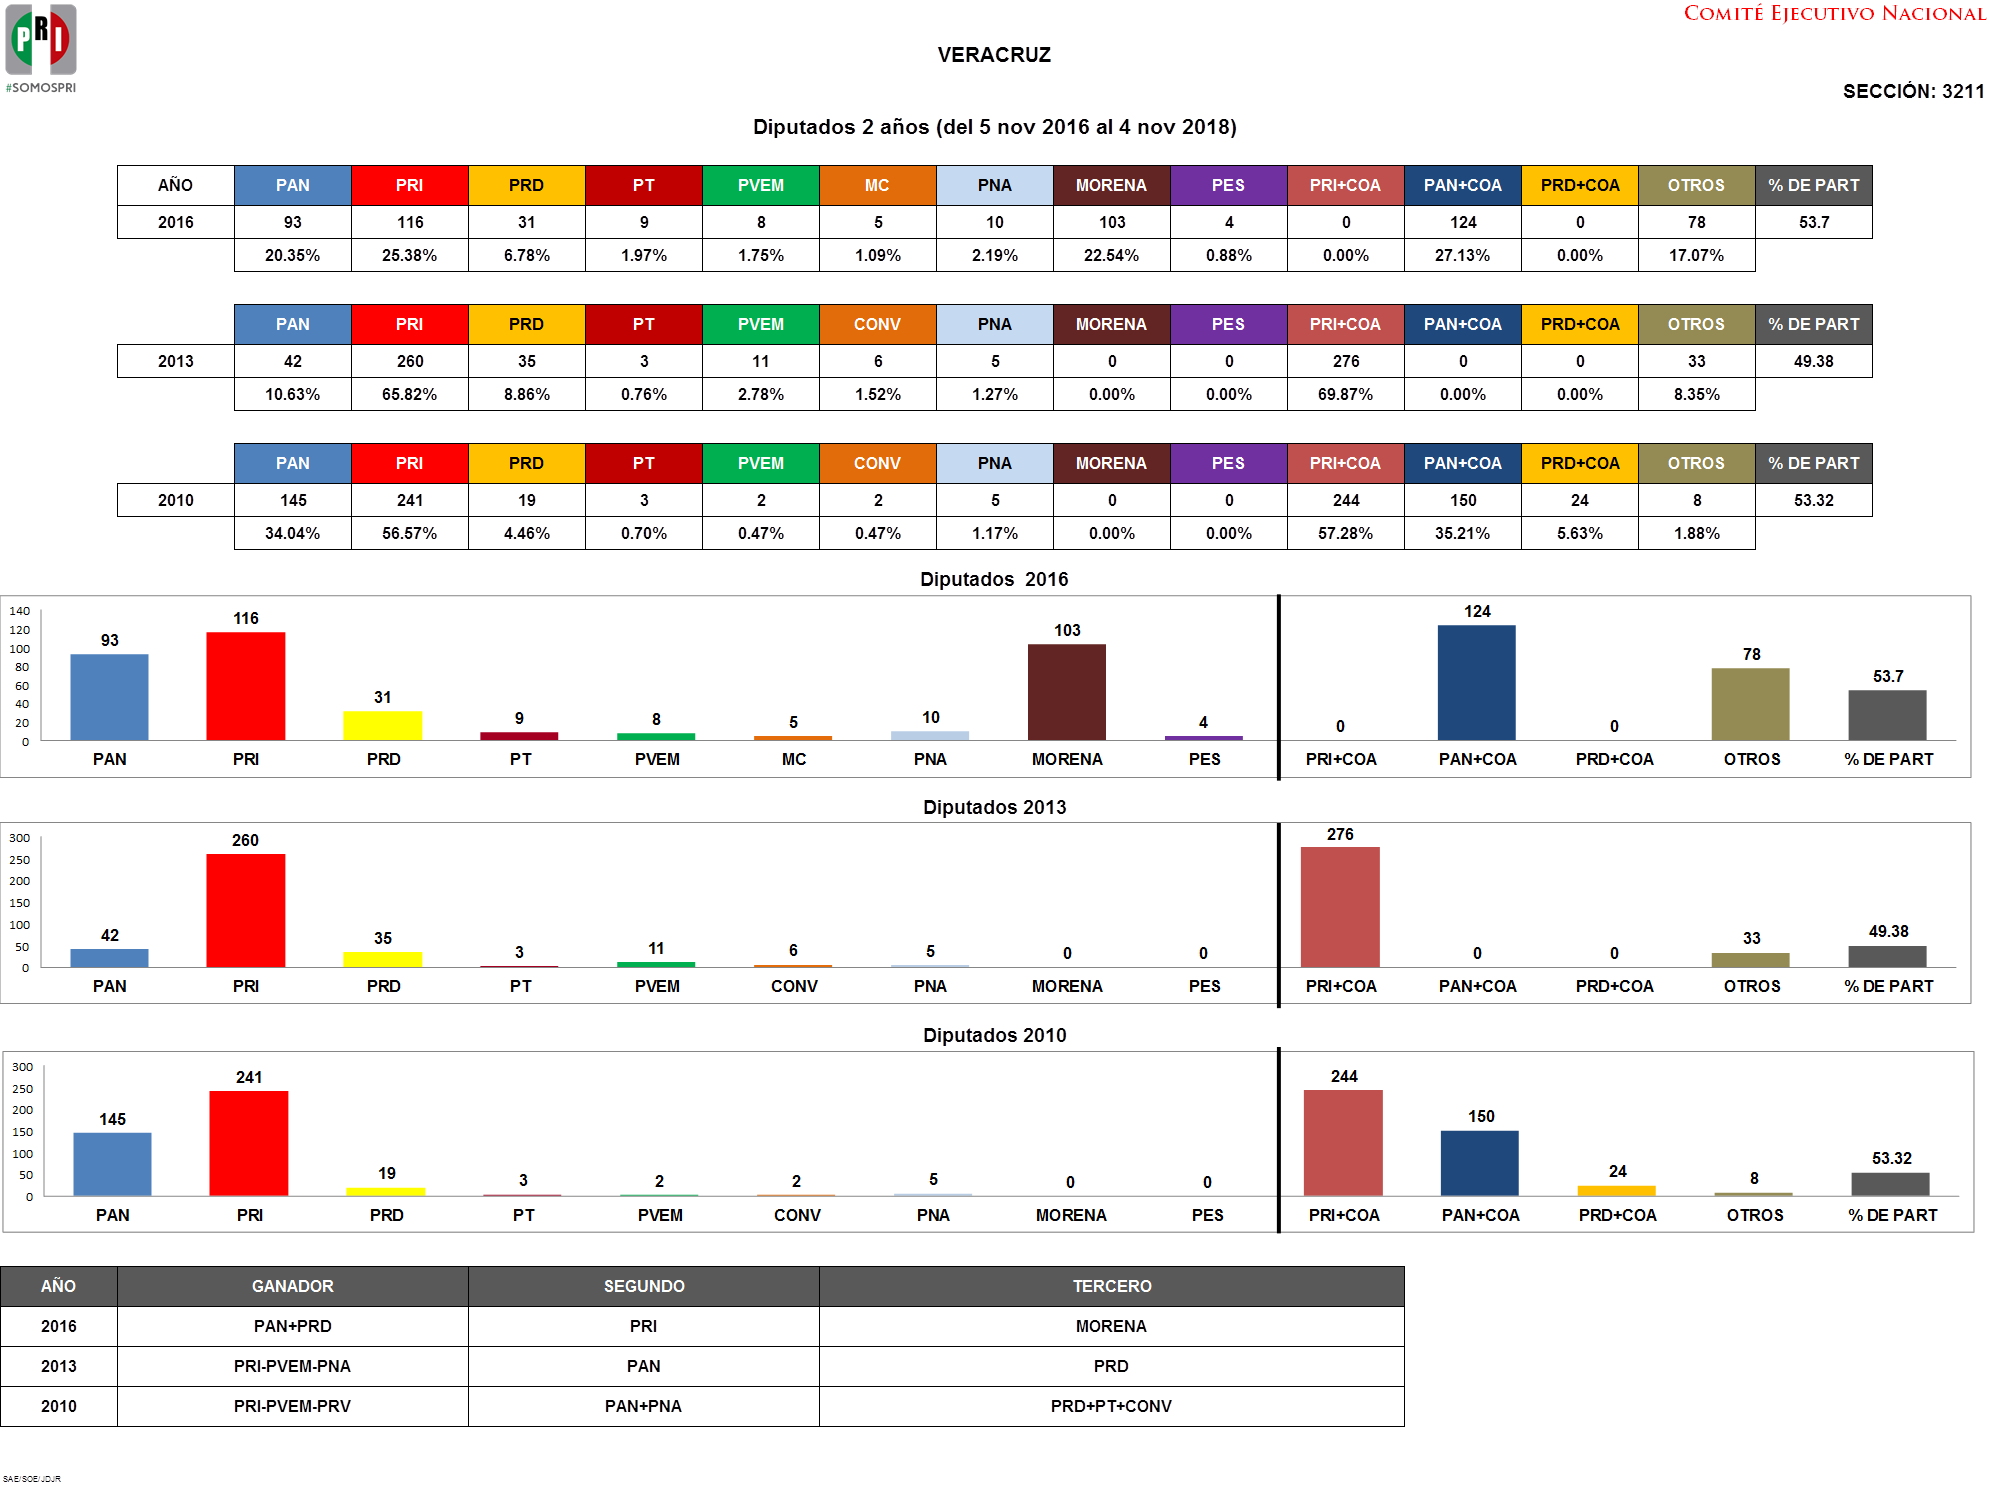 COMITÉ EJECUTIVO NACIONAL
PRI
#SOMOSPRI
VERACRUZ
SECCIÓN: 3211
Diputados 2 años (del 5 nov 2016 al 4 nov 2018)
AÑO PAN PRI PRD PT PVEM MC PNA MORENA PES PRI+COA PAN+COA PRD+COA OTROS % DE PART
2016 93 116 31 9 8 5 10 103 4 0 124 0 78 53.7
20.35% 25.38% 6.78% 1.97% 1.75% 1.09% 2.19% 22.54% 0.88% 0.00% 27.13% 0.00% 17.07%
PAN PRI PRD PT PVEM CONV PNA MORENA PES PRI+COA PAN+COA PRD+COA OTROS % DE PART
2013 42 260 35 3 11 6 5 0 0 276 0 0 33 49.38
10.63% 65.82% 8.86% 0.76% 2.78% 1.52% 1.27% 0.00% 0.00% 69.87% 0.00% 0.00% 8.35%
PAN PRI PRD PT PVEM CONV PNA MORENA PES PRI+COA PAN+COA PRD+COA OTROS % DE PART
2010 145 241 19 3 2 2 5 0 0 244 150 24 8 53.32
34.04% 56.57% 4.46% 0.70% 0.47% 0.47% 1.17% 0.00% 0.00% 57.28% 35.21% 5.63% 1.88%
Diputados 2016
140
120
100
80
60
40
20
0
93 116 31 9 8 5 10 103 4 0 124 0 78 53.7
PAN PRI PRD PT PVEM MC PNA MORENA PES PRI+COA PAN+COA PRD+COA OTROS % DE PART
Diputados 2013
300
250
200
150
100
50
0
42 260 35 3 11 6 5 0 0 276 0 0 33 49.38
PAN PRI PRD PT PVEM CONV PNA MORENA PES PRI+COA PAN+COA PRD+COA OTROS % DE PART
Diputados 2010
300
250
200
150
100
50
0
145 241 19 3 2 2 5 0 0 244 150 24 8 53.32
PAN PRI PRD PT PVEM CONV PNA MORENA PES PRI+COA PAN+COA PRD+COA OTROS % DE PART
AÑO GANADOR SEGUNDO TERCERO
2016 PAN+PRD PRI MORENA
2013 PRI-PVEM-PNA PAN PRD
2010 PRI-PVEM-PRV PAN+PNA PRD+PT+CONV
SAE/SOE/JDJR